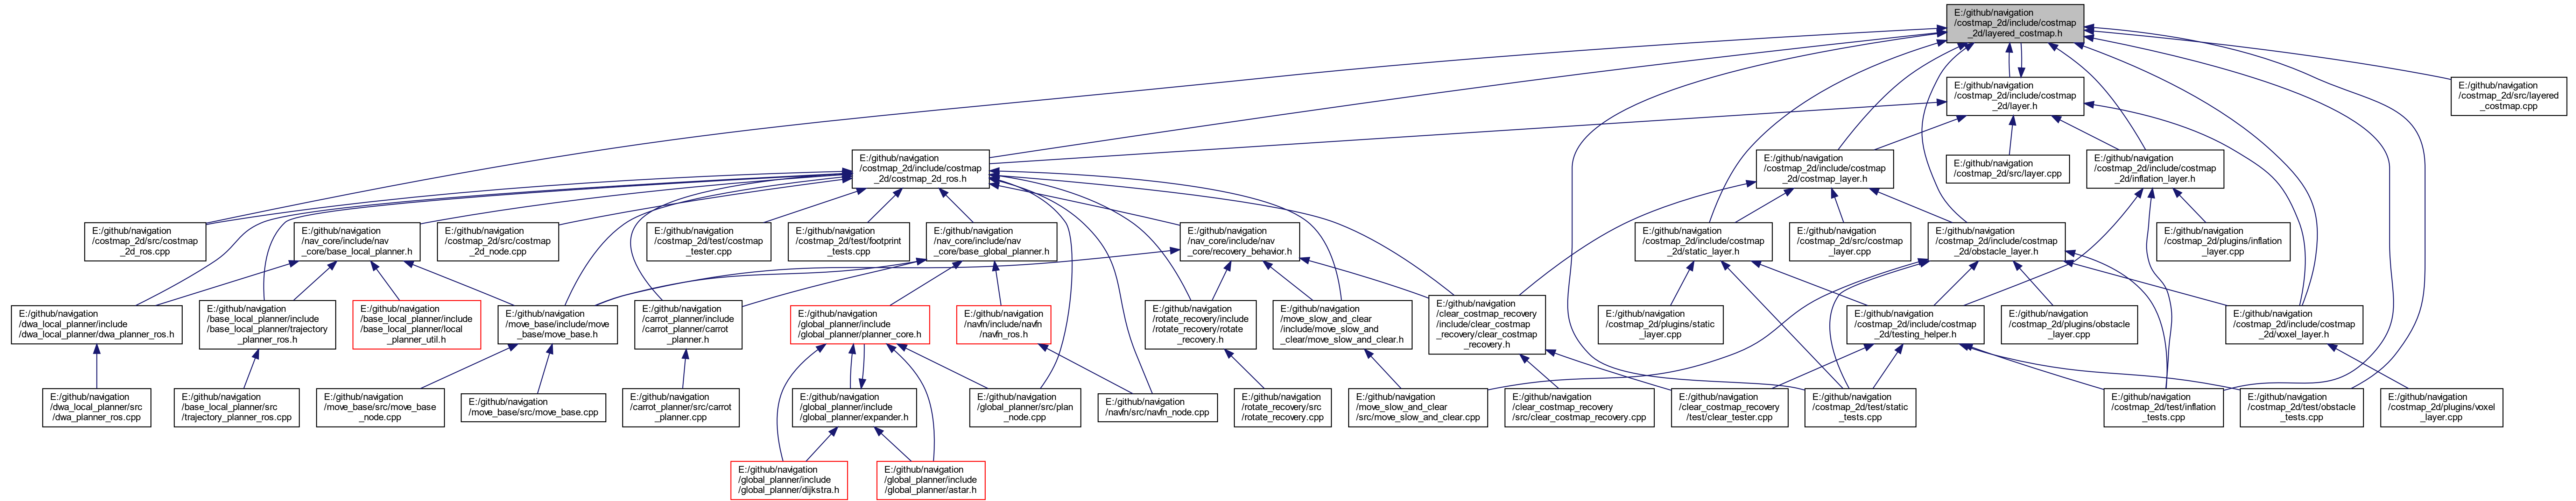 E:/github/navigation
/costmap_2d/include/costmap
_2d/layered_costmap.h
E:/github/navigation
/costmap_2d/include/costmap
_2d/layer.h
E:/github/navigation
/costmap_2d/src/layered
_costmap.cpp
E:/github/navigation
/costmap_2d/include/costmap
_2d/costmap_2d_ros.h
E:/github/navigation
/costmap_2d/include/costmap
_2d/costmap_layer.h
E:/github/navigation
/costmap_2d/src/layer.cpp
E:/github/navigation
/costmap_2d/include/costmap
_2d/inflation_layer.h
E:/github/navigation
/costmap_2d/src/costmap
_2d_ros.cpp
E:/github/navigation
/nav_core/include/nav
_core/base_local_planner.h
E:/github/navigation
/costmap_2d/src/costmap
_2d_node.cpp
E:/github/navigation
/costmap_2d/test/costmap
_tester.cpp
E:/github/navigation
/costmap_2d/test/footprint
_tests.cpp
E:/github/navigation
/nav_core/include/nav
_core/base_global_planner.h
E:/github/navigation
/nav_core/include/nav
_core/recovery_behavior.h
E:/github/navigation
/costmap_2d/include/costmap
_2d/static_layer.h
E:/github/navigation
/costmap_2d/src/costmap
_layer.cpp
E:/github/navigation
/costmap_2d/include/costmap
_2d/obstacle_layer.h
E:/github/navigation
/costmap_2d/plugins/inflation
_layer.cpp
E:/github/navigation
/dwa_local_planner/include
/dwa_local_planner/dwa_planner_ros.h
E:/github/navigation
/base_local_planner/include
/base_local_planner/trajectory
_planner_ros.h
E:/github/navigation
/base_local_planner/include
/base_local_planner/local
_planner_util.h
E:/github/navigation
/move_base/include/move
_base/move_base.h
E:/github/navigation
/carrot_planner/include
/carrot_planner/carrot
_planner.h
E:/github/navigation
/global_planner/include
/global_planner/planner_core.h
E:/github/navigation
/navfn/include/navfn
/navfn_ros.h
E:/github/navigation
/rotate_recovery/include
/rotate_recovery/rotate
_recovery.h
E:/github/navigation
/move_slow_and_clear
/include/move_slow_and
_clear/move_slow_and_clear.h
E:/github/navigation
/clear_costmap_recovery
/include/clear_costmap
_recovery/clear_costmap
_recovery.h
E:/github/navigation
/costmap_2d/plugins/static
_layer.cpp
E:/github/navigation
/costmap_2d/include/costmap
_2d/testing_helper.h
E:/github/navigation
/costmap_2d/plugins/obstacle
_layer.cpp
E:/github/navigation
/costmap_2d/include/costmap
_2d/voxel_layer.h
E:/github/navigation
/dwa_local_planner/src
/dwa_planner_ros.cpp
E:/github/navigation
/base_local_planner/src
/trajectory_planner_ros.cpp
E:/github/navigation
/move_base/src/move_base
_node.cpp
E:/github/navigation
/move_base/src/move_base.cpp
E:/github/navigation
/carrot_planner/src/carrot
_planner.cpp
E:/github/navigation
/global_planner/include
/global_planner/expander.h
E:/github/navigation
/global_planner/src/plan
_node.cpp
E:/github/navigation
/navfn/src/navfn_node.cpp
E:/github/navigation
/rotate_recovery/src
/rotate_recovery.cpp
E:/github/navigation
/move_slow_and_clear
/src/move_slow_and_clear.cpp
E:/github/navigation
/clear_costmap_recovery
/src/clear_costmap_recovery.cpp
E:/github/navigation
/clear_costmap_recovery
/test/clear_tester.cpp
E:/github/navigation
/costmap_2d/test/static
_tests.cpp
E:/github/navigation
/costmap_2d/test/inflation
_tests.cpp
E:/github/navigation
/costmap_2d/test/obstacle
_tests.cpp
E:/github/navigation
/costmap_2d/plugins/voxel
_layer.cpp
E:/github/navigation
/global_planner/include
/global_planner/dijkstra.h
E:/github/navigation
/global_planner/include
/global_planner/astar.h